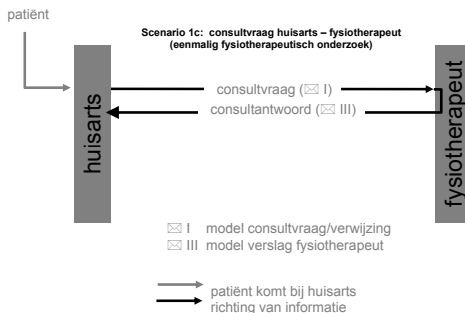 patiënt
Scenario 1c: consultvraag huisarts – fysiotherapeut
(eenmalig fysiotherapeutisch onderzoek)
consultvraag (✉ I)
consultantwoord (✉ III)
huisarts
fysiotherapeut
✉ I model consultvraag/verwijzing
✉ III model verslag fysiotherapeut
patiënt komt bij huisarts
richting van informatie